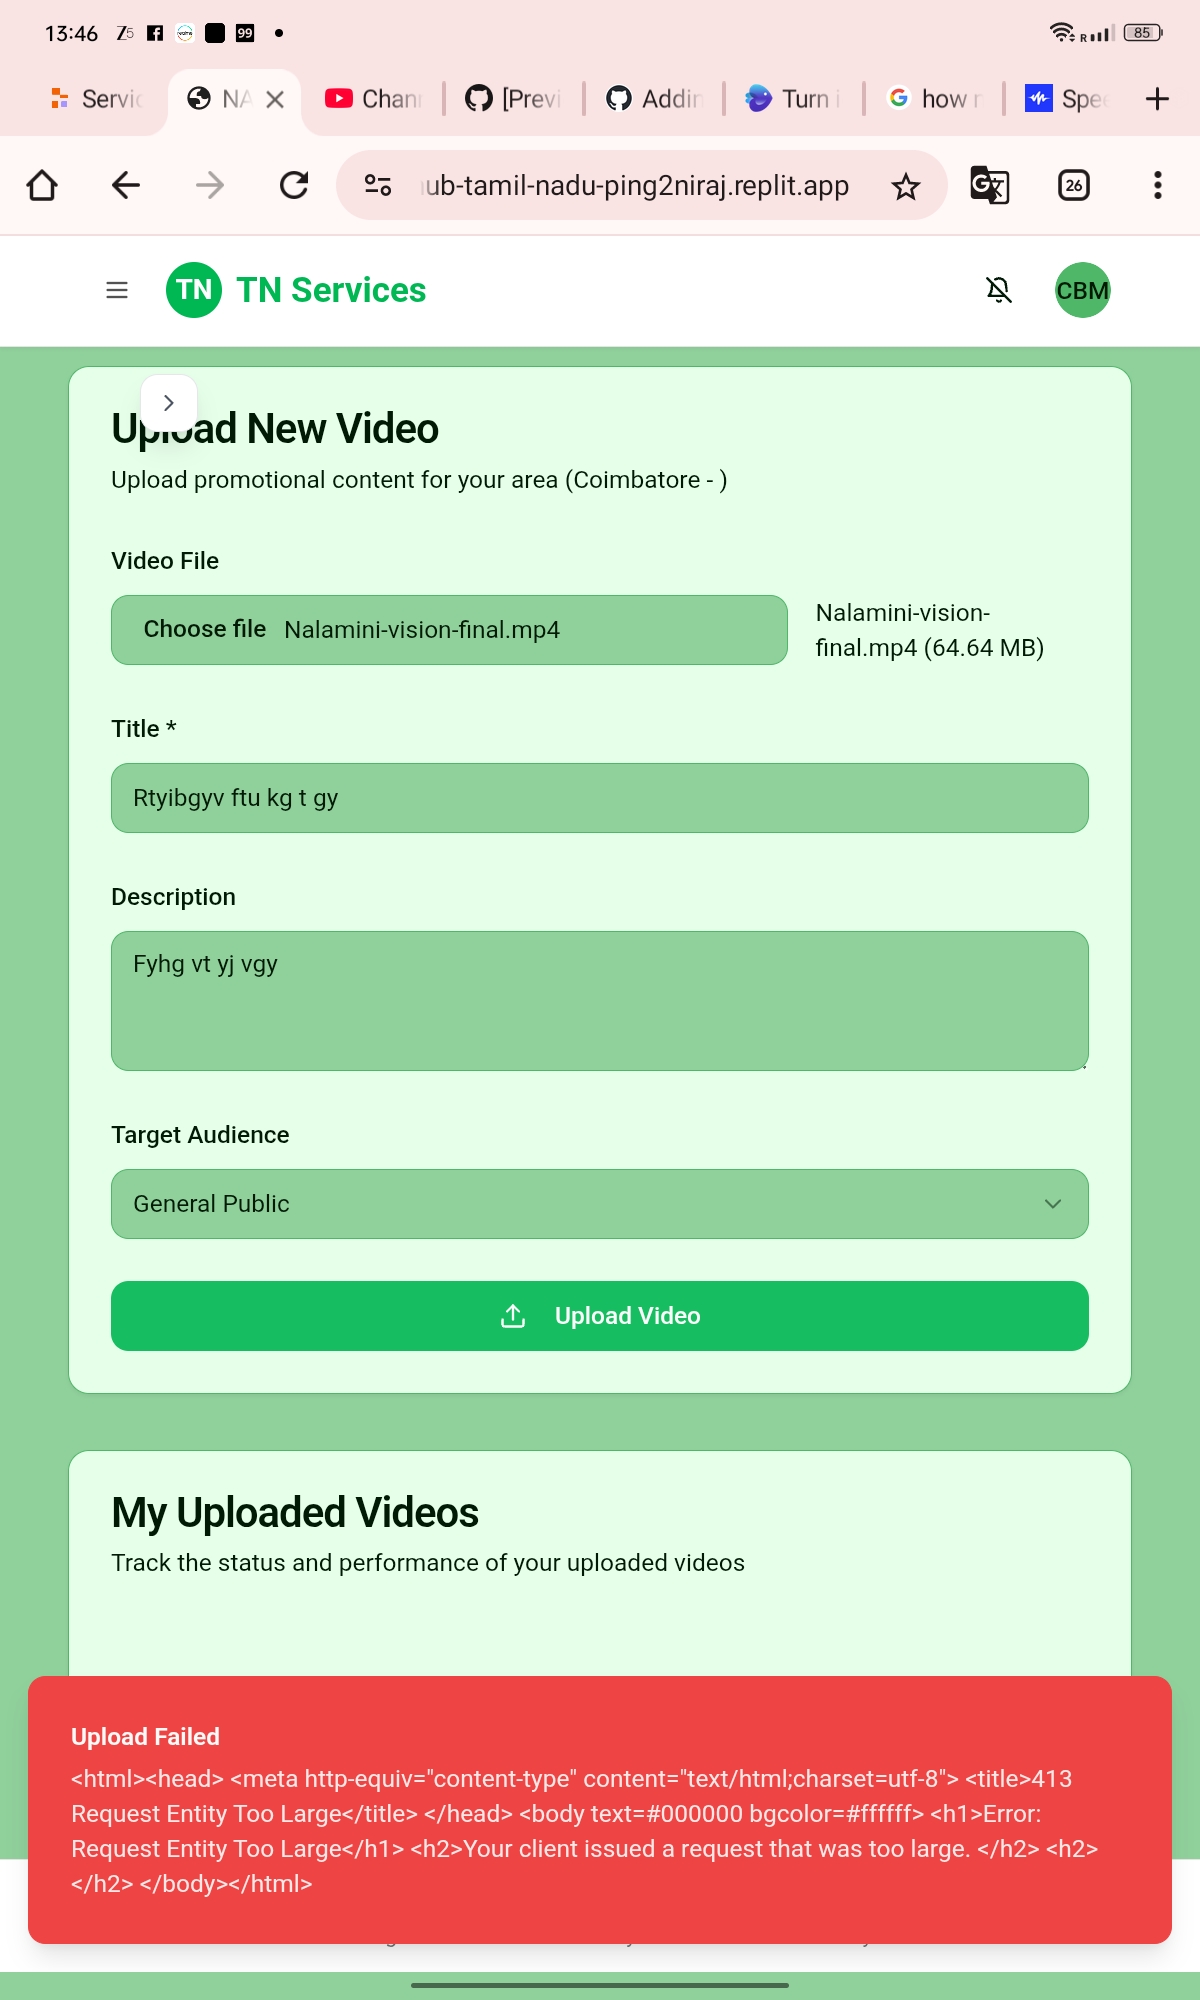 13:46 Z5 99 R 85
Servic NA Chan [Previ Addin Turn i how Spee
ub-tamil-nadu-ping2niraj.replit.app 26
TN TN Services CBM
Upload New Video
Upload promotional content for your area (Coimbatore - )
Video File
Choose file Nalamini-vision-final.mp4
Nalamini-vision-
final.mp4 (64.64 MB)
Title *
Rtyibgyv ftu kg t gy
Description
Fyhg vt yj vgy
Target Audience
General Public
Upload Video
My Uploaded Videos
Track the status and performance of your uploaded videos
Upload Failed
<html><head> <meta http-equiv="content-type" content="text/html;charset=utf-8"> <title>413
Request Entity Too Large</title> </head> <body text=#000000 bgcolor=#ffffff> <h1>Error:
Request Entity Too Large</h1> <h2>Your client issued a request that was too large. </h2> <h2>
</h2> </body></html>